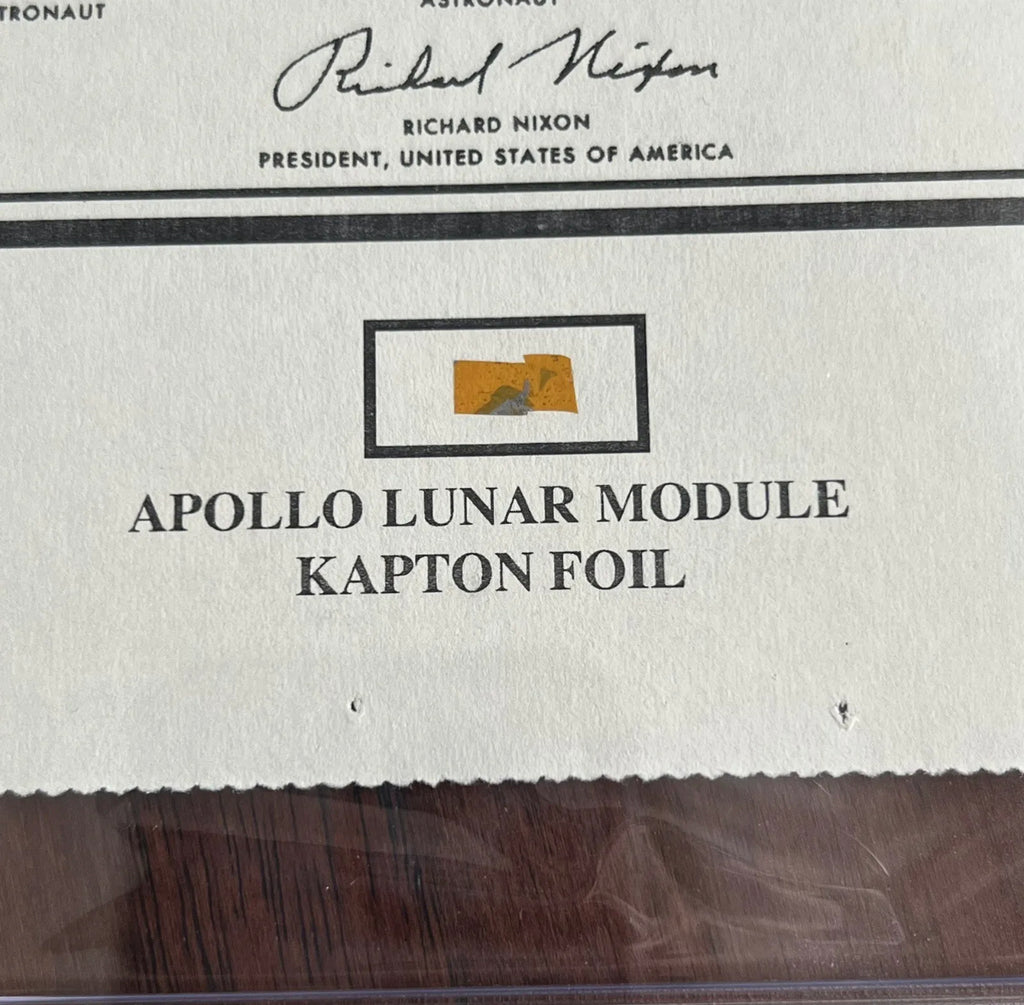 TRONAUT ASTRONAUT
Richard Nixon
RICHARD NIXON
PRESIDENT, UNITED STATES OF AMERICA
APOLLO LUNAR MODULE
KAPTON FOIL